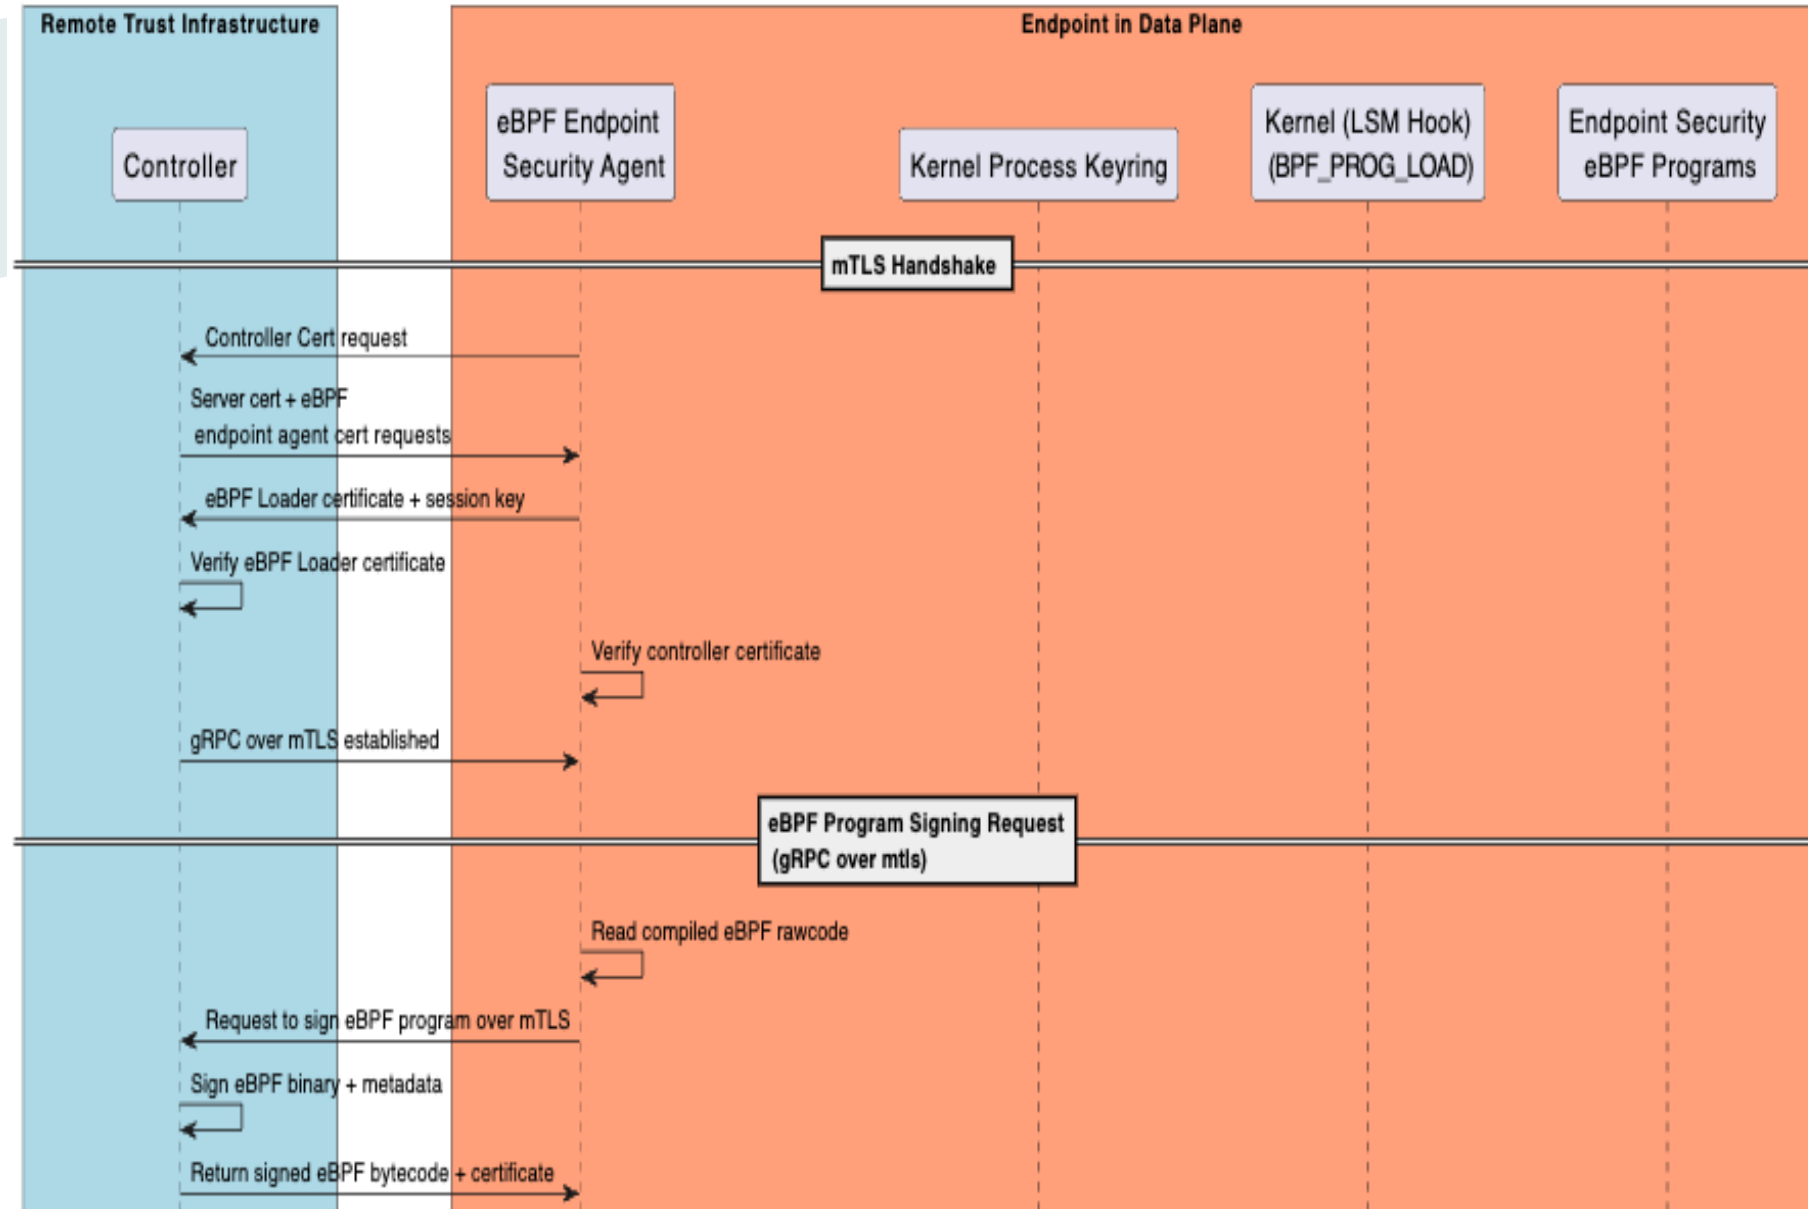 Remote Trust Infrastructure
Endpoint in Data Plane
Controller
eBPF Endpoint
Security Agent
Kernel Process Keyring
Kernel (LSM Hook)
(BPF_PROG_LOAD)
Endpoint Security
eBPF Programs
mTLS Handshake
Controller Cert request
Server cert + eBPF
endpoint agent cert requests
eBPF Loader certificate + session key
Verify eBPF Loader certificate
Verify controller certificate
gRPC over mTLS established
eBPF Program Signing Request
(gRPC over mtls)
Read compiled eBPF rawcode
Request to sign eBPF program over mTLS
Sign eBPF binary + metadata
Return signed eBPF bytecode + certificate